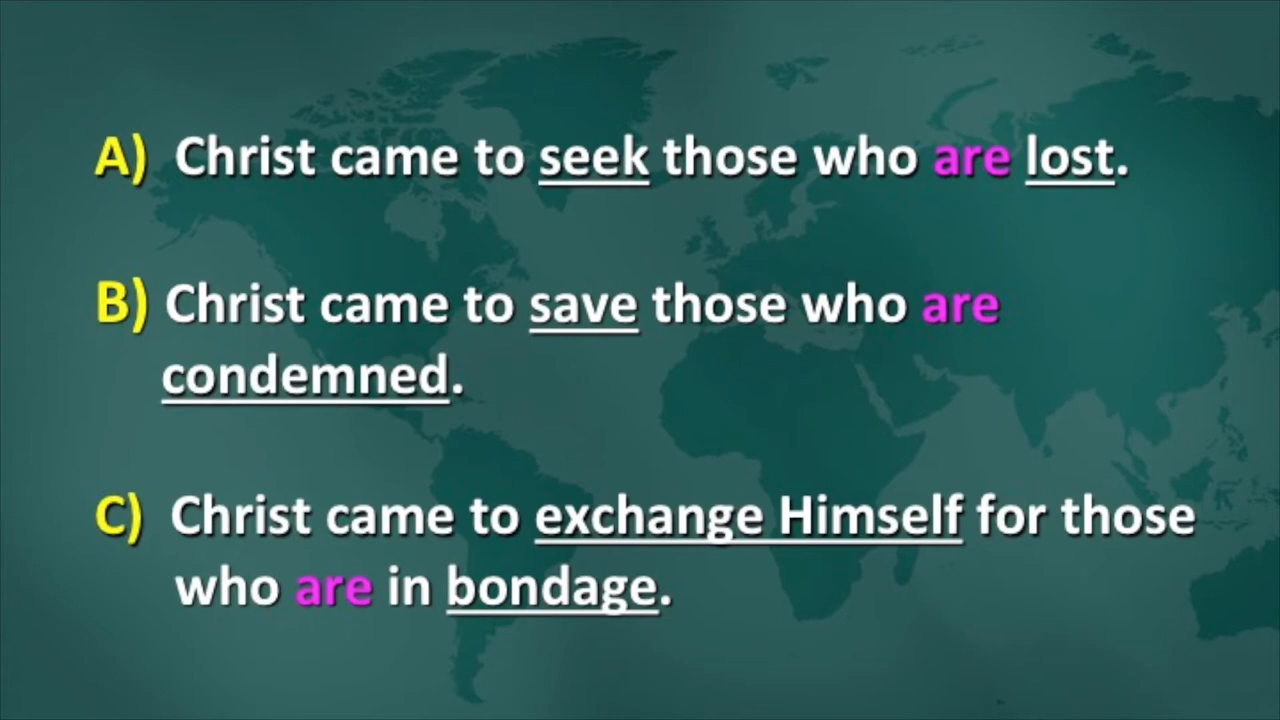 A) Christ came to seek those who are lost.
B) Christ came to save those who are
condemned.
C) Christ came to exchange Himself for those
who are in bondage.